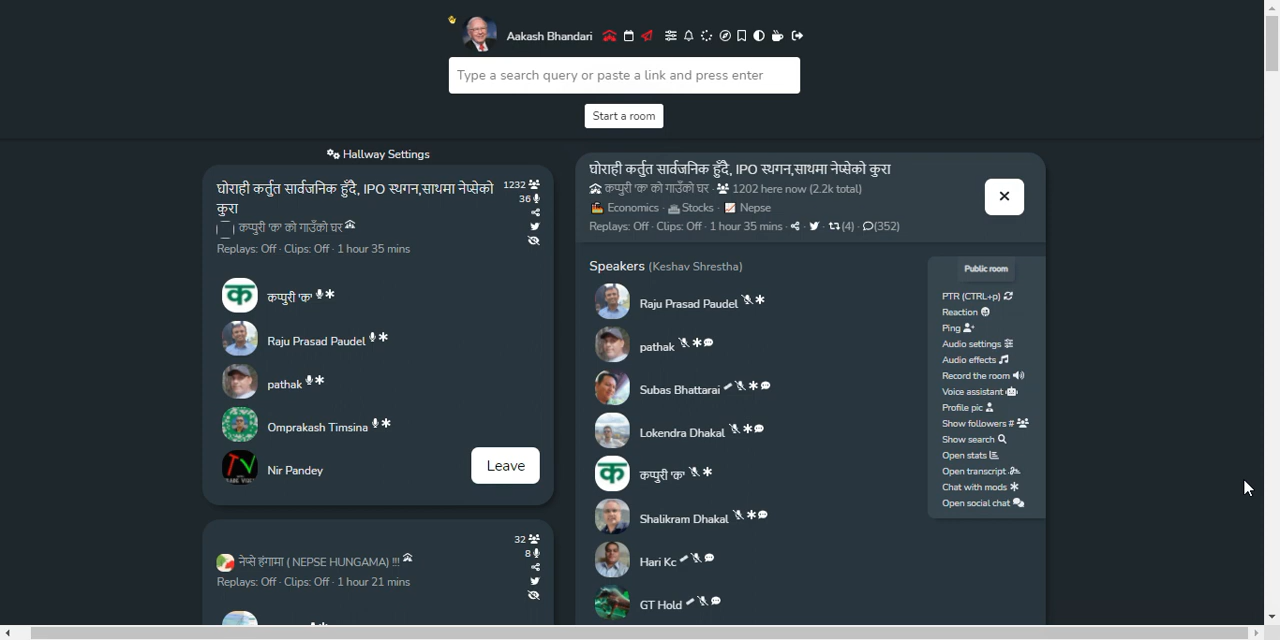 Aakash Bhandari
Type a search query or paste a link and press enter
Start a room
Hallway Settings
घोराही कर्तुत सार्वजनिक हुँदै, IPO स्थगन,साथमा नेप्सेको
कुरा
1232
36
कप्पुरी 'क' को गाउँको घर
Replays: Off · Clips: Off · 1 hour 35 mins
कप्पुरी 'क'
Raju Prasad Paudel
pathak
Omprakash Timsina
Nir Pandey
Leave
32
8
नेप्से हंगामा ( NEPSE HUNGAMA) !!!
Replays: Off · Clips: Off · 1 hour 21 mins
घोराही कर्तुत सार्वजनिक हुँदै, IPO स्थगन,साथमा नेप्सेको कुरा
कप्पुरी 'क' को गाउँको घर · 1202 here now (2.2k total)
Economics · Stocks · Nepse
Replays: Off · Clips: Off · 1 hour 35 mins · · · (4) · (352)
Speakers (Keshav Shrestha)
Raju Prasad Paudel
pathak
Subas Bhattarai
Lokendra Dhakal
कप्पुरी 'क'
Shalikram Dhakal
Hari Kc
GT Hold
Public room
PTR (CTRL+p)
Reaction
Ping
Audio settings
Audio effects
Record the room
Voice assistant
Profile pic
Show followers #
Show search
Open stats
Open transcript
Chat with mods
Open social chat